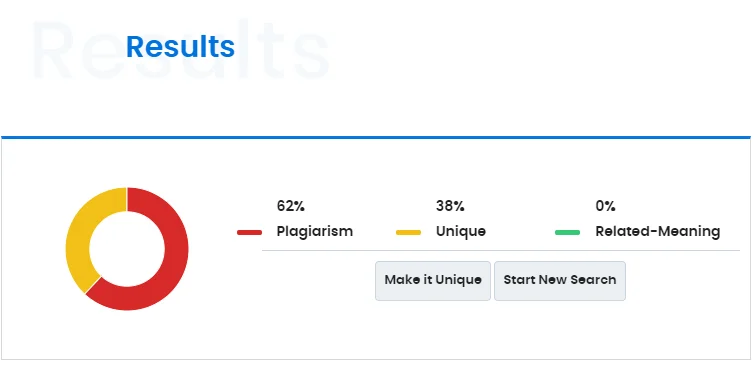 Results
Results
62% 38% 0%
Plagiarism Unique Related-Meaning
Make it Unique Start New Search